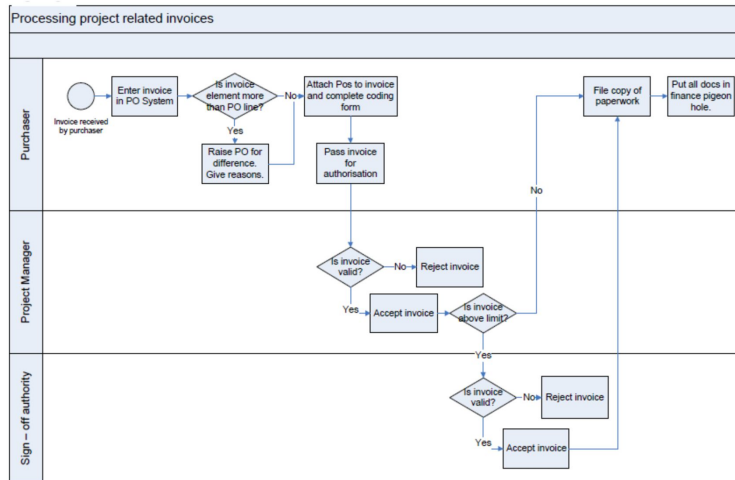 Processing project related invoices
Purchaser
Invoice received
by purchaser
Enter invoice
in PO System
Is invoice
element more
than PO line?
No
Yes
Raise PO for
difference.
Give reasons.
Attach Pos to invoice
and complete coding
form
Pass invoice
for
authorisation
File copy of
paperwork
Put all docs in
finance pigeon
hole.
No
Project Manager
Is invoice
valid?
No
Reject invoice
Yes
Accept invoice
Is invoice
above limit?
Yes
Sign – off authority
Is invoice
valid?
No
Reject invoice
Yes
Accept invoice